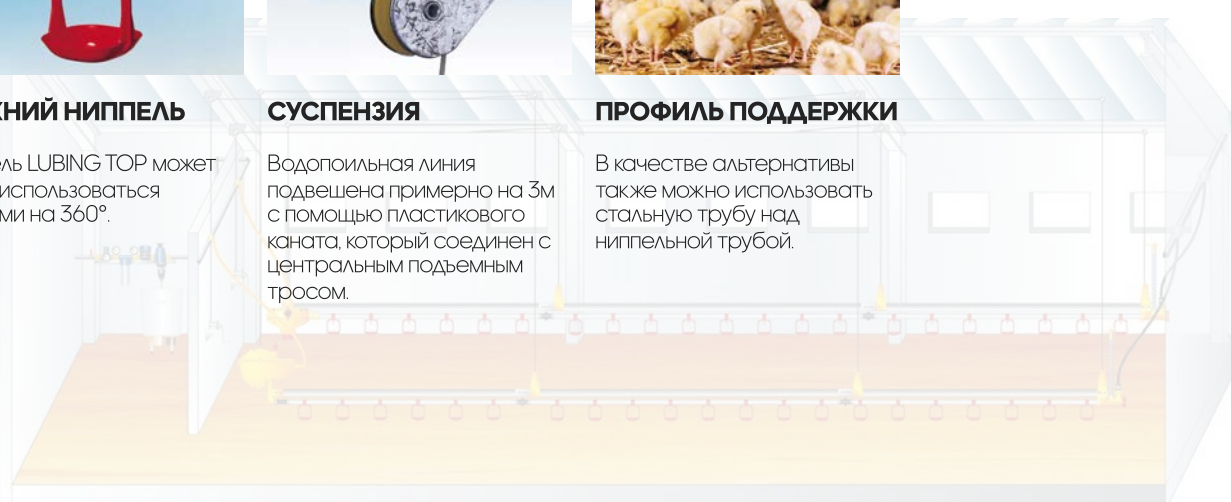 НИЙ НИППЕЛЬ
ль LUBING TOP может
использоваться
ми на 360°.
СУСПЕНЗИЯ
Водопоильная линия
подвешена примерно на 3м
с помощью пластикового
каната, который соединен с
центральным подъемным
тросом.
ПРОФИЛЬ ПОДДЕРЖКИ
В качестве альтернативы
также можно использовать
стальную трубу над
ниппельной трубой.